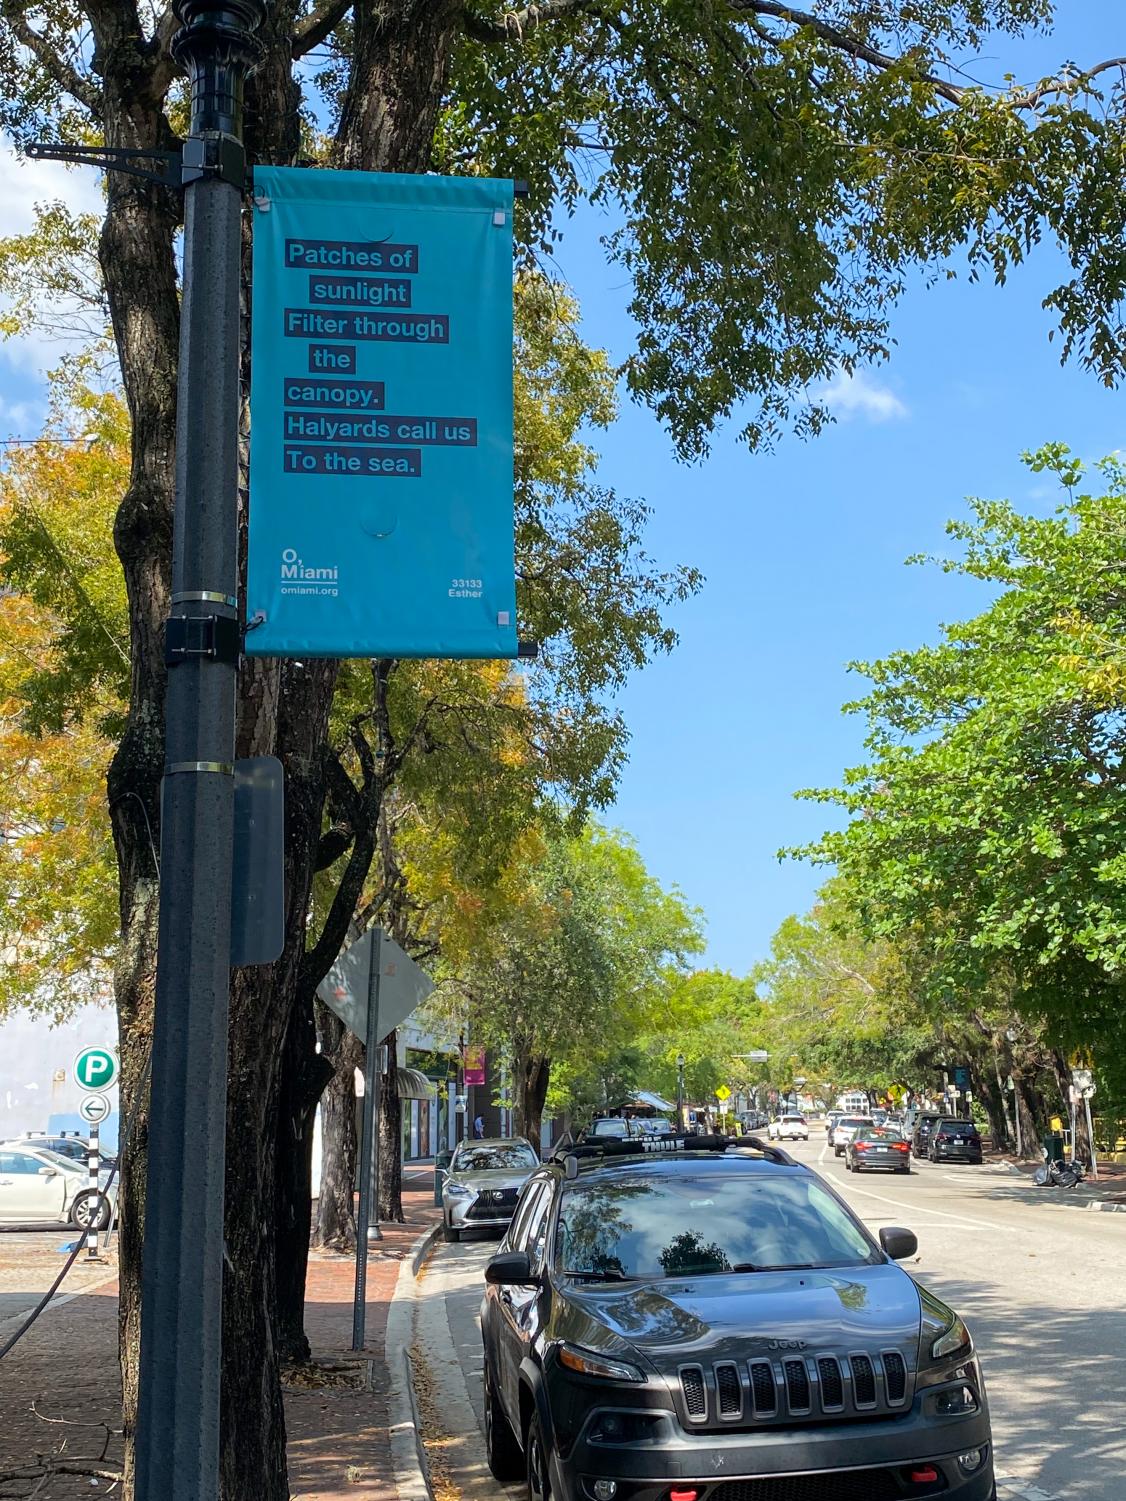 Patches of
sunlight
Filter through
the
canopy.
Halyards call us
To the sea.
O,
Miami
omiami.org
33133
Esther
P
Jeep